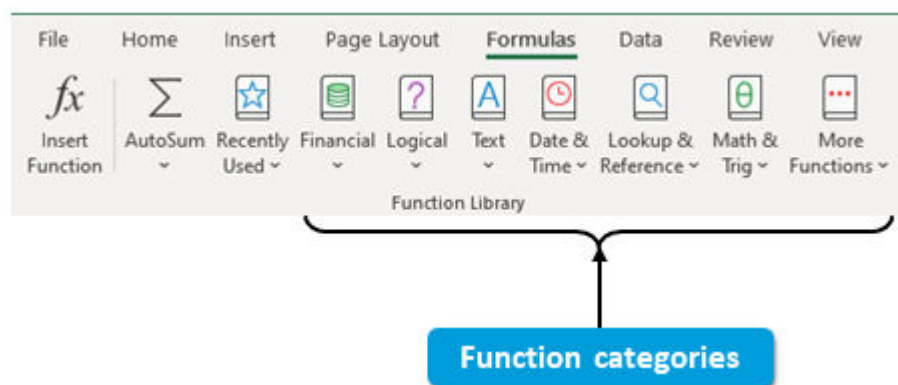 File Home Insert Page Layout Formulas Data Review View
fx Σ A θ
Insert AutoSum Recently Financial Logical Text Date & Lookup & Math & More
Function Used Time Reference Trig Functions
Function Library
Function categories